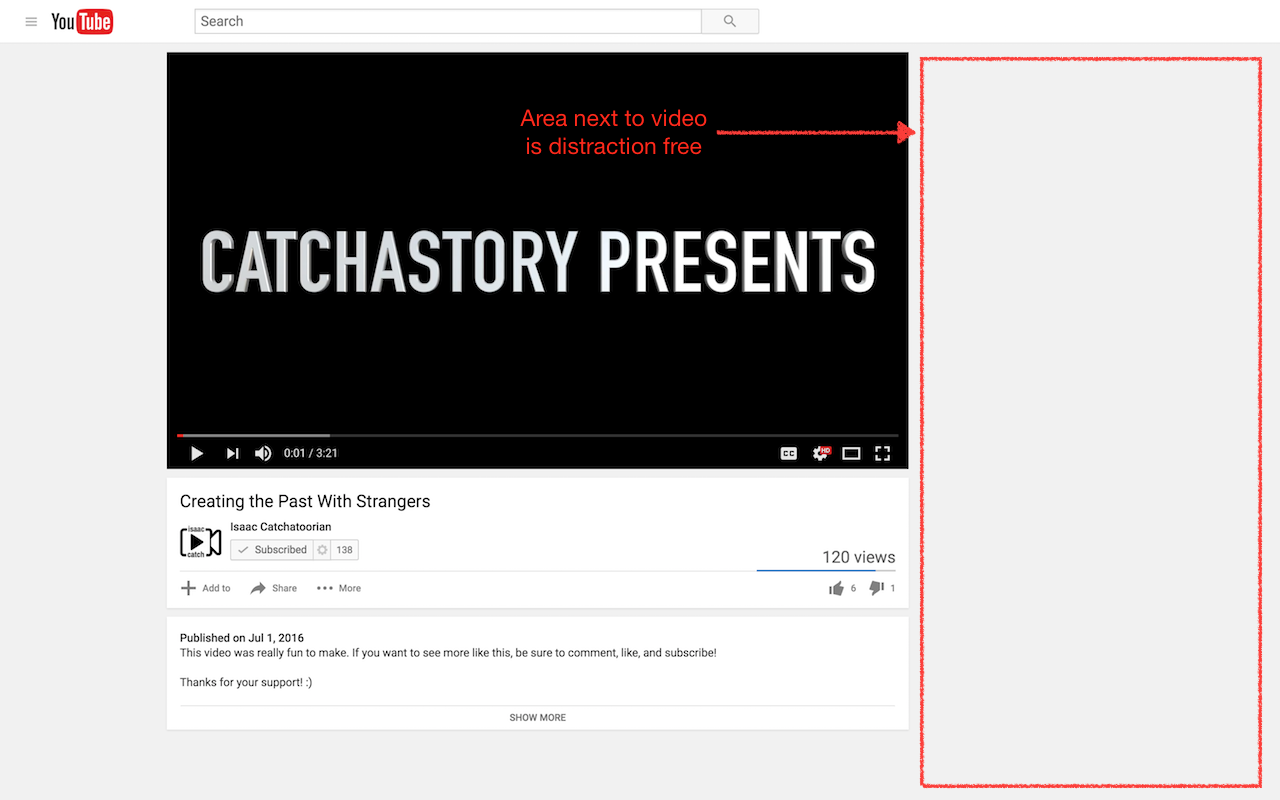 YouTube
Search
Area next to video
is distraction free
CATCHASTORY PRESENTS
0:01 / 3:21
CC
HD
Creating the Past With Strangers
isaac
catch
Isaac Catchatoorian
Subscribed 138
120 views
Add to Share More
6 1
Published on Jul 1, 2016
This video was really fun to make. If you want to see more like this, be sure to comment, like, and subscribe!
Thanks for your support! :)
SHOW MORE